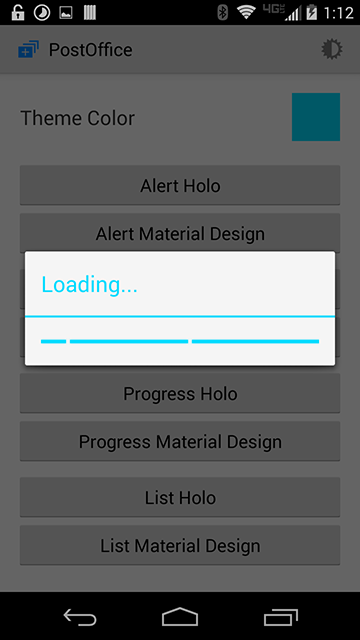 4G LTE 1:12
PostOffice
Theme Color
Alert Holo
Alert Material Design
Loading...
Progress Holo
Progress Material Design
List Holo
List Material Design